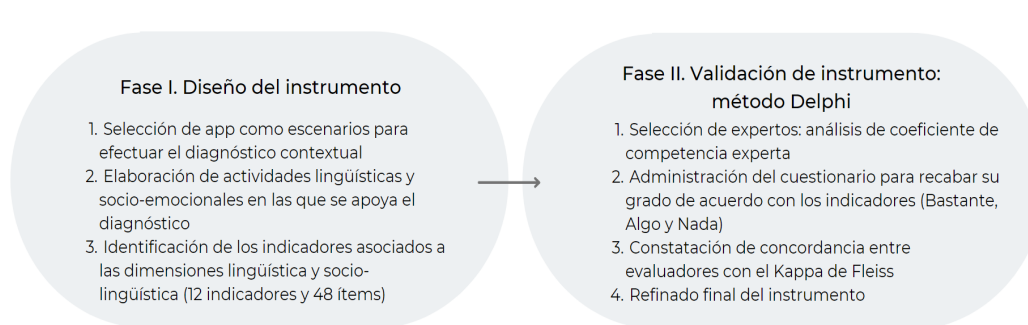 Fase I. Diseño del instrumento
1. Selección de app como escenarios para
efectuar el diagnóstico contextual
2. Elaboración de actividades lingüísticas y
socio-emocionales en las que se apoya el
diagnóstico
3. Identificación de los indicadores asociados a
las dimensiones lingüística y socio-
lingüística (12 indicadores y 48 ítems)
Fase II. Validación de instrumento:
método Delphi
1. Selección de expertos: análisis de coeficiente de
competencia experta
2. Administración del cuestionario para recabar su
grado de acuerdo con los indicadores (Bastante,
Algo y Nada)
3. Constatación de concordancia entre
evaluadores con el Kappa de Fleiss
4. Refinado final del instrumento